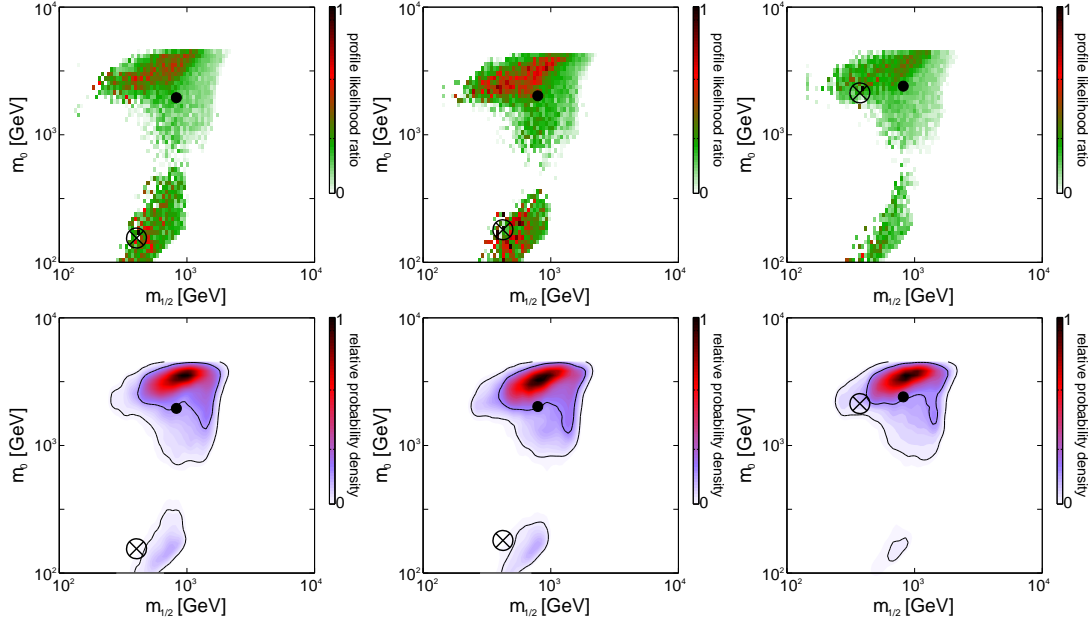 10⁴
10³
10²
m₀ [GeV]
10² 10³ 10⁴
m₁/₂ [GeV]
1
profile likelihood ratio
0
10⁴
10³
10²
m₀ [GeV]
10² 10³ 10⁴
m₁/₂ [GeV]
1
profile likelihood ratio
0
10⁴
10³
10²
m₀ [GeV]
10² 10³ 10⁴
m₁/₂ [GeV]
1
profile likelihood ratio
0
10⁴
10³
10²
m₀ [GeV]
10² 10³ 10⁴
m₁/₂ [GeV]
1
relative probability density
0
10⁴
10³
10²
m₀ [GeV]
10² 10³ 10⁴
m₁/₂ [GeV]
1
relative probability density
0
10⁴
10³
10²
m₀ [GeV]
10² 10³ 10⁴
m₁/₂ [GeV]
1
relative probability density
0